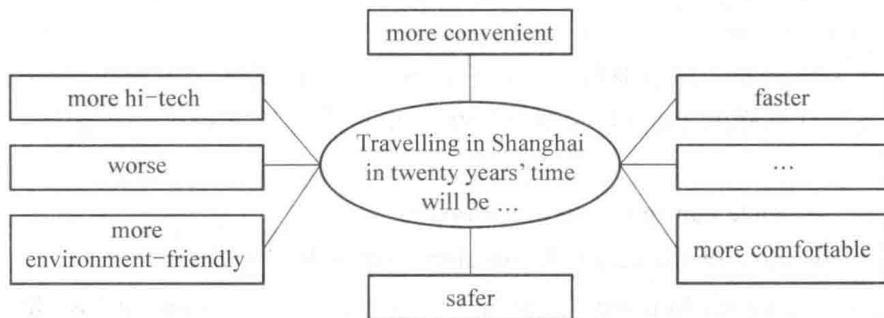 more convenient
more hi-tech
faster
Travelling in Shanghai
in twenty years' time
will be ...
worse
...
more
environment-friendly
more comfortable
safer